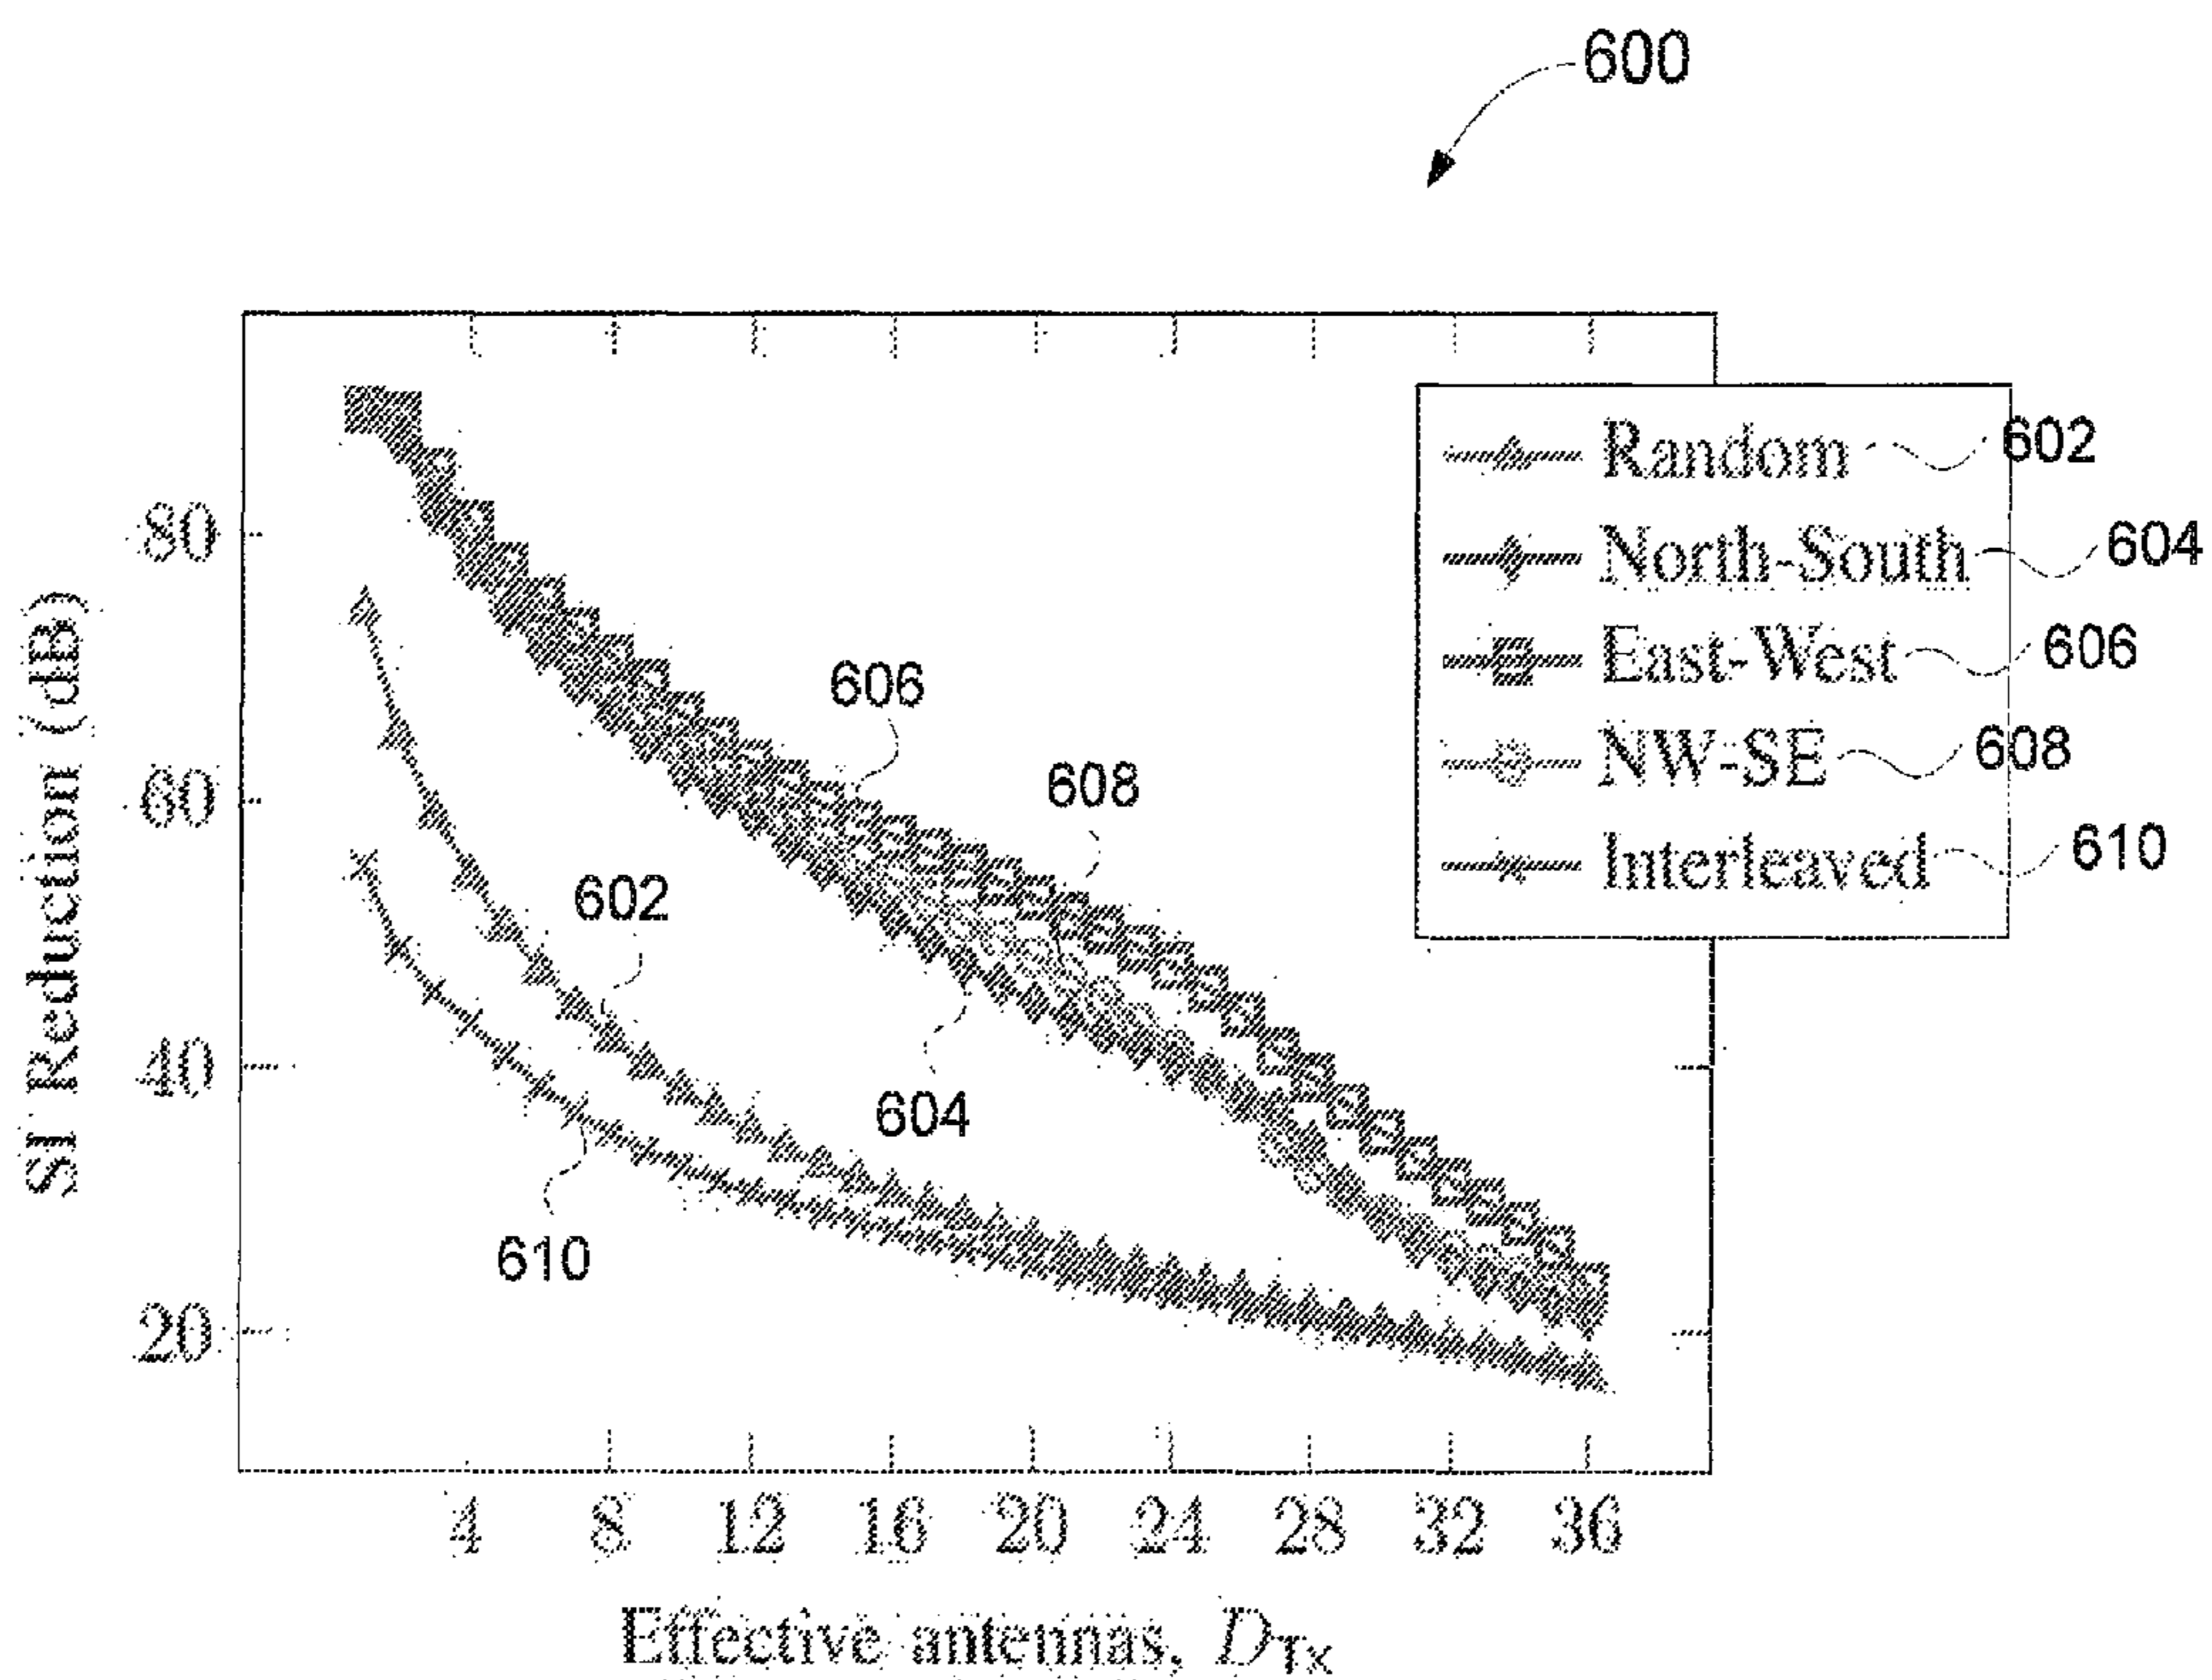 600
Random 602
North-South 604
East-West 606
NW-SE 608
Interleaved 610
SI Reduction (dB)
80
60
40
20
606
608
602
604
610
4 8 12 16 20 24 28 32 36
Effective antennas, D_Tx